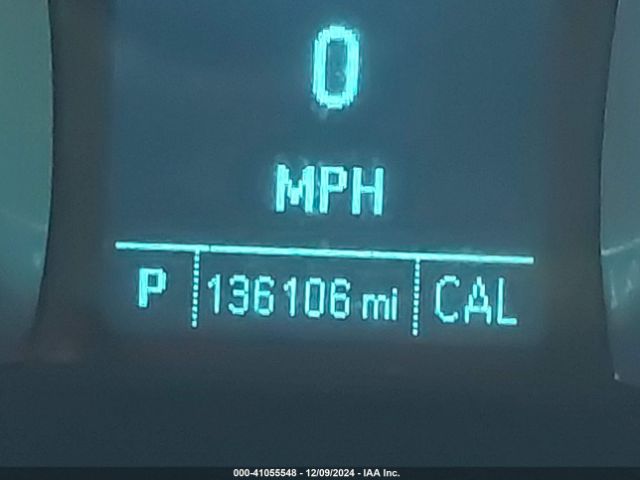 0
MPH
P 136106 mi CAL
000-41055548 - 12/09/2024 - IAA Inc.